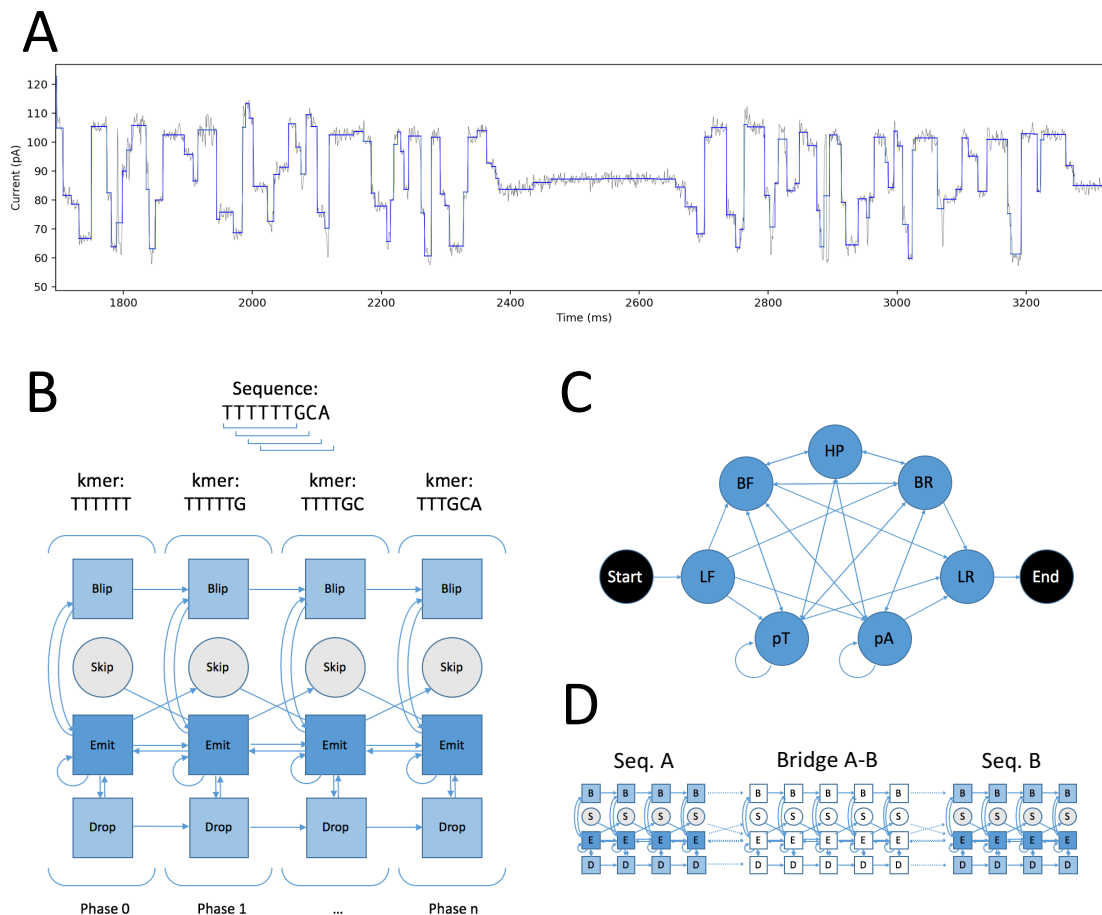 A
Current (pA)
120
110
100
90
80
70
60
50
1800
2000
2200
2400
2600
2800
3000
3200
Time (ms)
B
Sequence:
TTTTTTGCA
kmer:
TTTTTT
kmer:
TTTTTG
kmer:
TTTTGC
kmer:
TTTGCA
Blip
Blip
Blip
Blip
Skip
Skip
Skip
Skip
Emit
Emit
Emit
Emit
Drop
Drop
Drop
Drop
Phase 0
Phase 1
...
Phase n
C
HP
BF
BR
Start
LF
LR
End
pT
pA
D
Seq. A
Bridge A-B
Seq. B
B B B B B B B B B B B B B
S S S S S S S S S S S S S
E E E E E E E E E E E E E
D D D D D D D D D D D D D